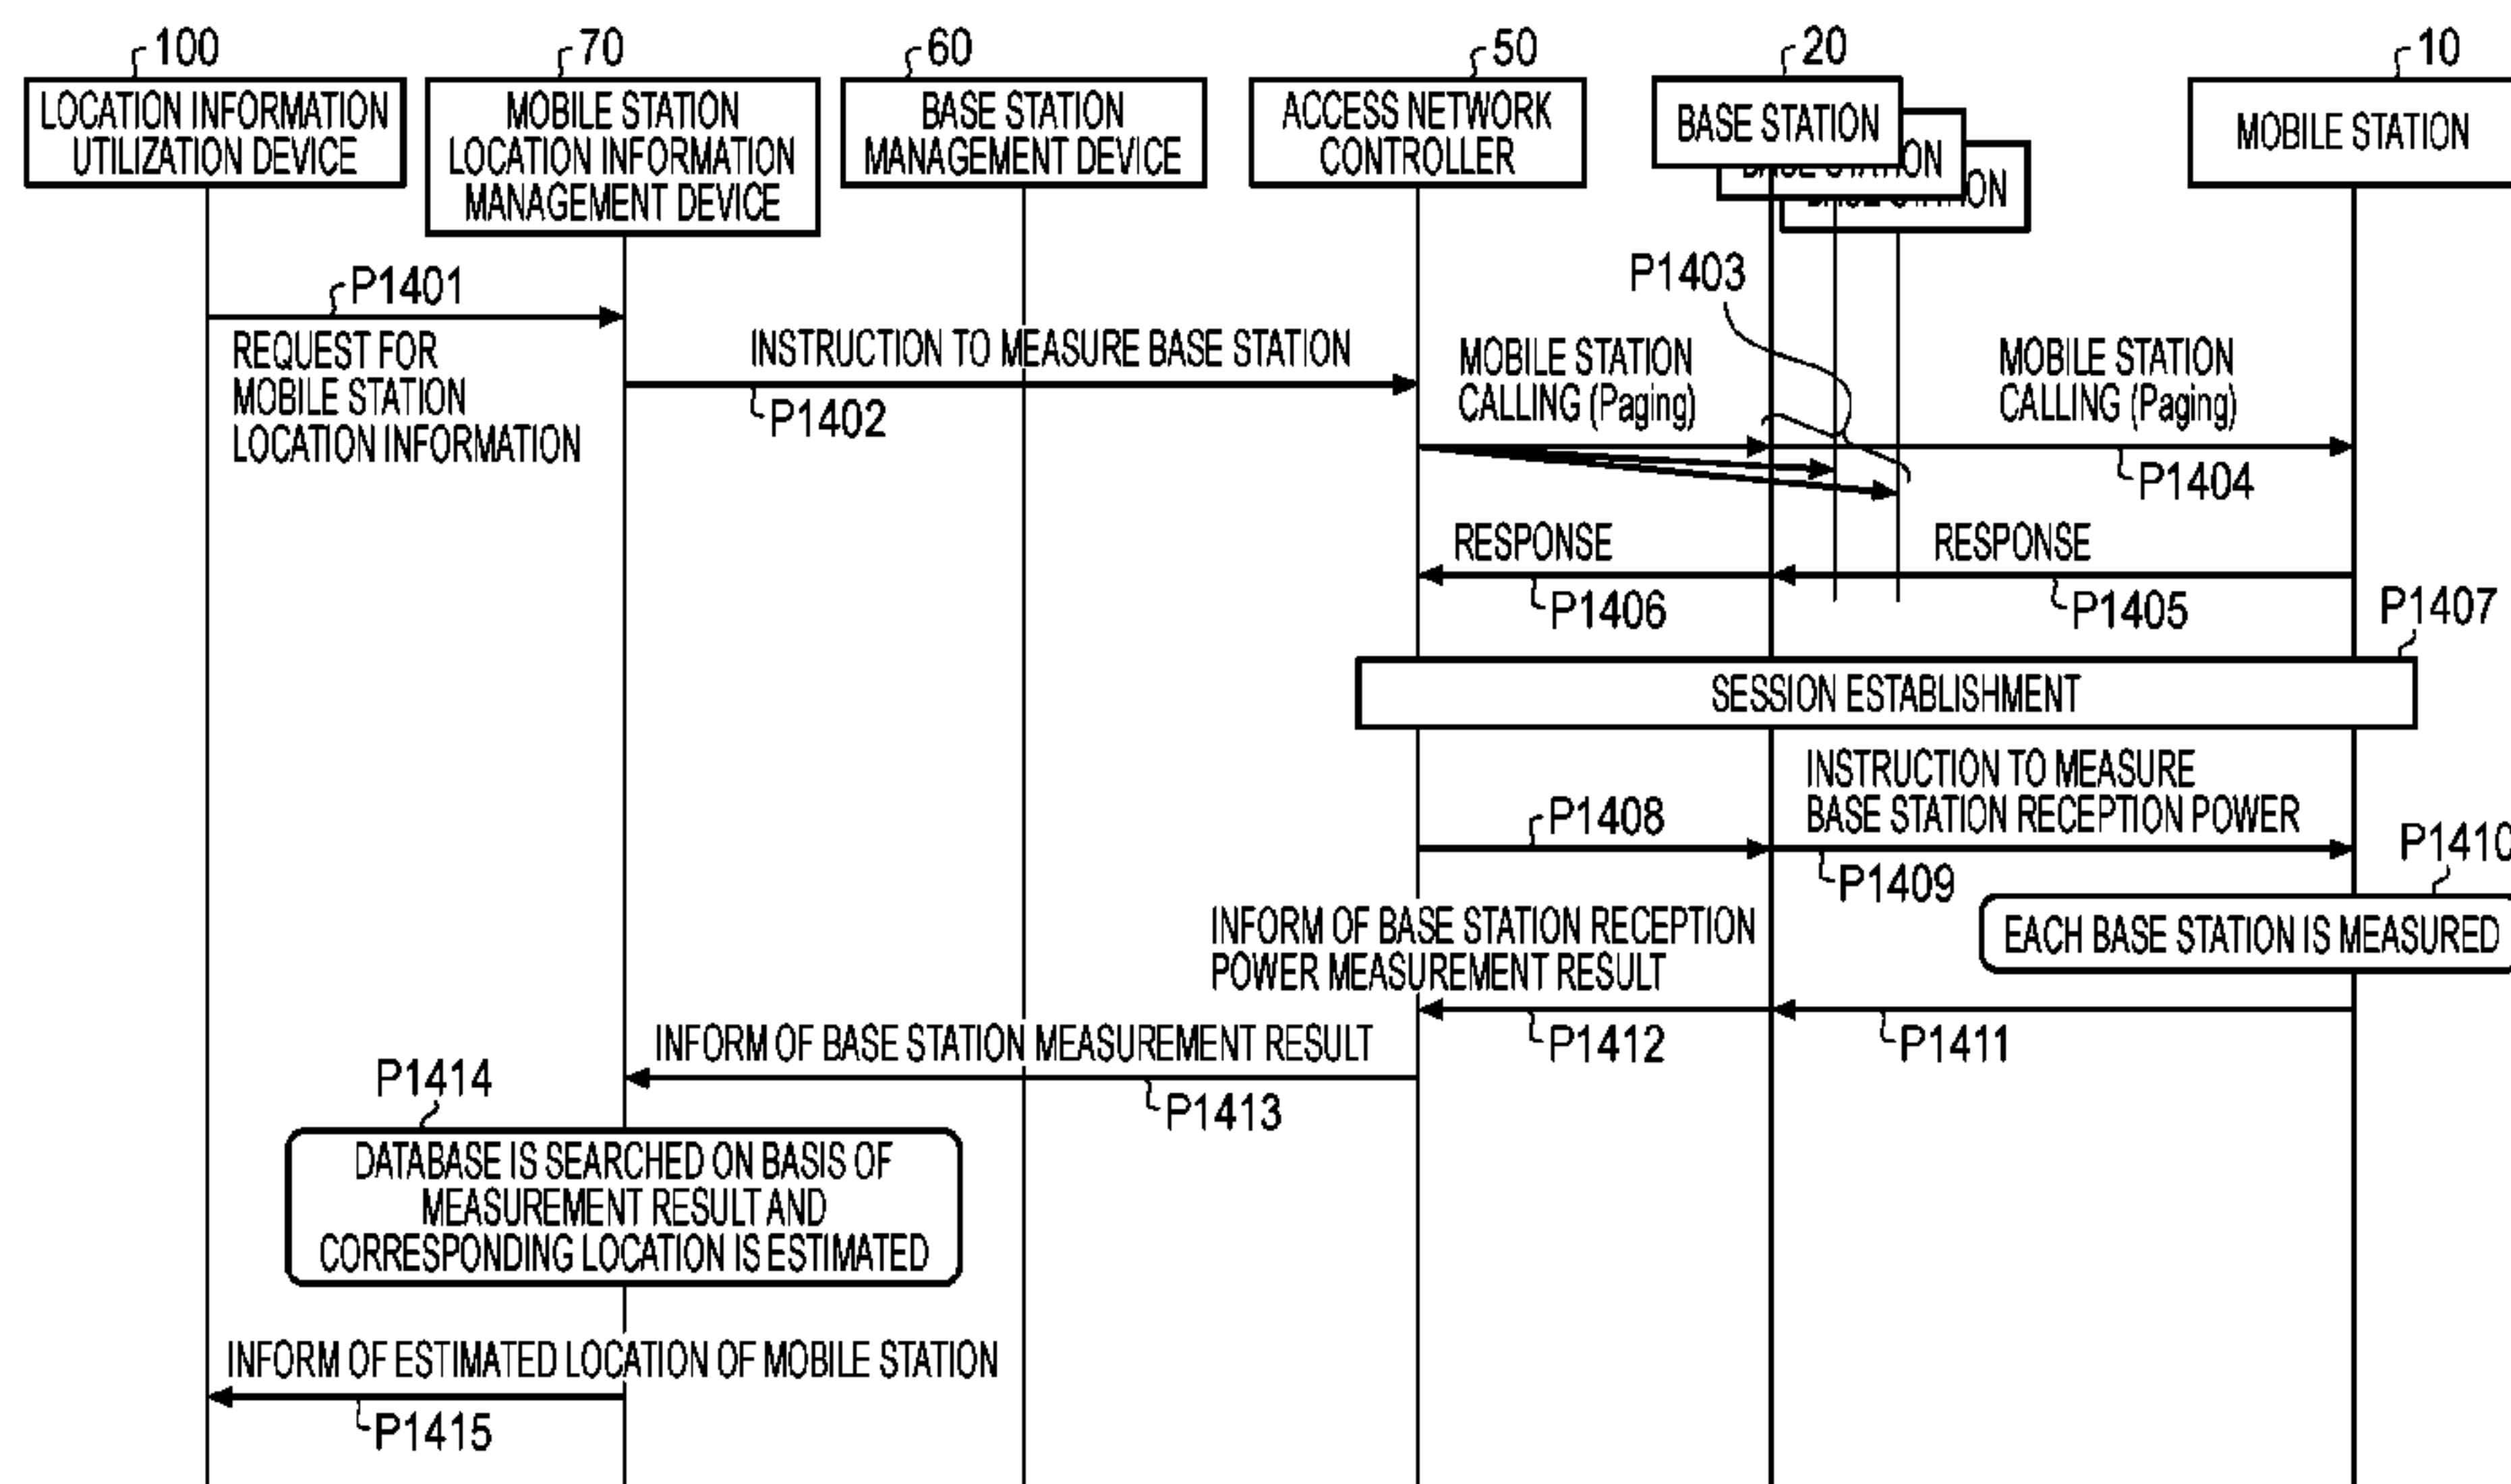 100
70
60
50
20
10
LOCATION INFORMATION
UTILIZATION DEVICE
MOBILE STATION
LOCATION INFORMATION
MANAGEMENT DEVICE
BASE STATION
MANAGEMENT DEVICE
ACCESS NETWORK
CONTROLLER
BASE STATION
MOBILE STATION
P1401
REQUEST FOR
MOBILE STATION
LOCATION INFORMATION
INSTRUCTION TO MEASURE BASE STATION
P1402
P1403
MOBILE STATION
CALLING (Paging)
MOBILE STATION
CALLING (Paging)
P1404
RESPONSE
RESPONSE
P1406
P1405
P1407
SESSION ESTABLISHMENT
INSTRUCTION TO MEASURE
BASE STATION RECEPTION POWER
P1408
P1409
P1410
EACH BASE STATION IS MEASURED
INFORM OF BASE STATION RECEPTION
POWER MEASUREMENT RESULT
P1412
P1411
INFORM OF BASE STATION MEASUREMENT RESULT
P1413
P1414
DATABASE IS SEARCHED ON BASIS OF
MEASUREMENT RESULT AND
CORRESPONDING LOCATION IS ESTIMATED
INFORM OF ESTIMATED LOCATION OF MOBILE STATION
P1415